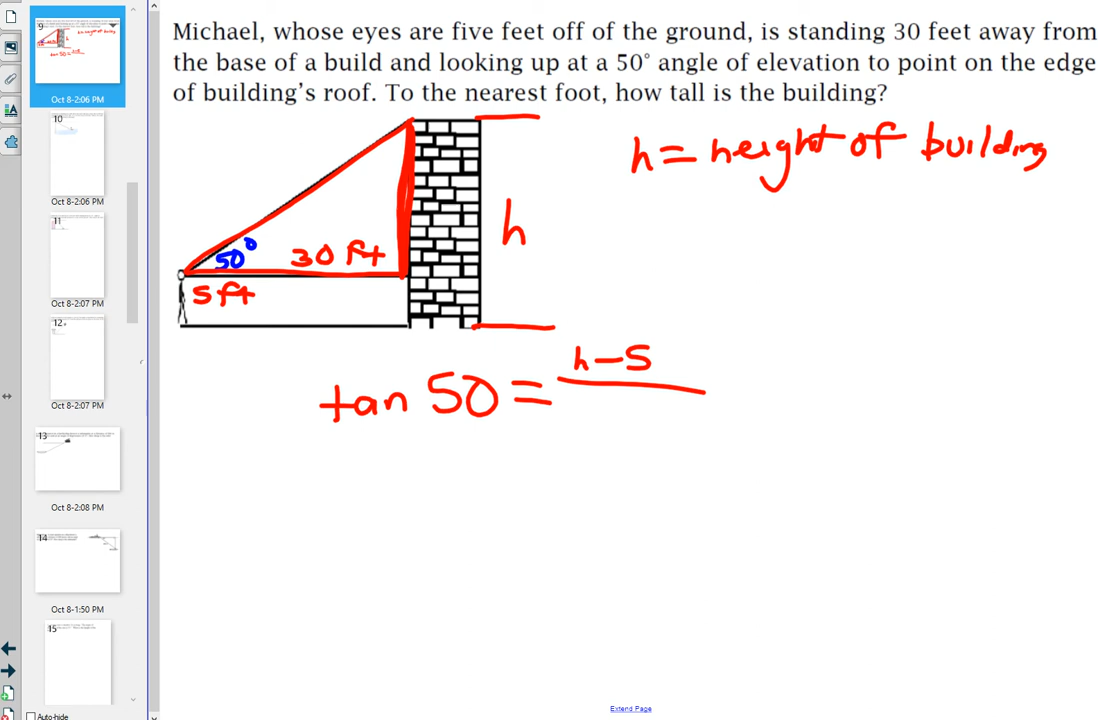 Michael, whose eyes are five feet off of the ground, is standing 30 feet away from
the base of a build and looking up at a 50° angle of elevation to point on the edge
of building's roof. To the nearest foot, how tall is the building?
h = height of building
h
50°
30 ft
5 ft
h - 5
tan 50 =
9
Oct 8-2:06 PM
10
Oct 8-2:06 PM
11
Oct 8-2:07 PM
12
Oct 8-2:07 PM
13
Oct 8-2:08 PM
14
Oct 8-1:50 PM
15
Auto-hide
Extend Page